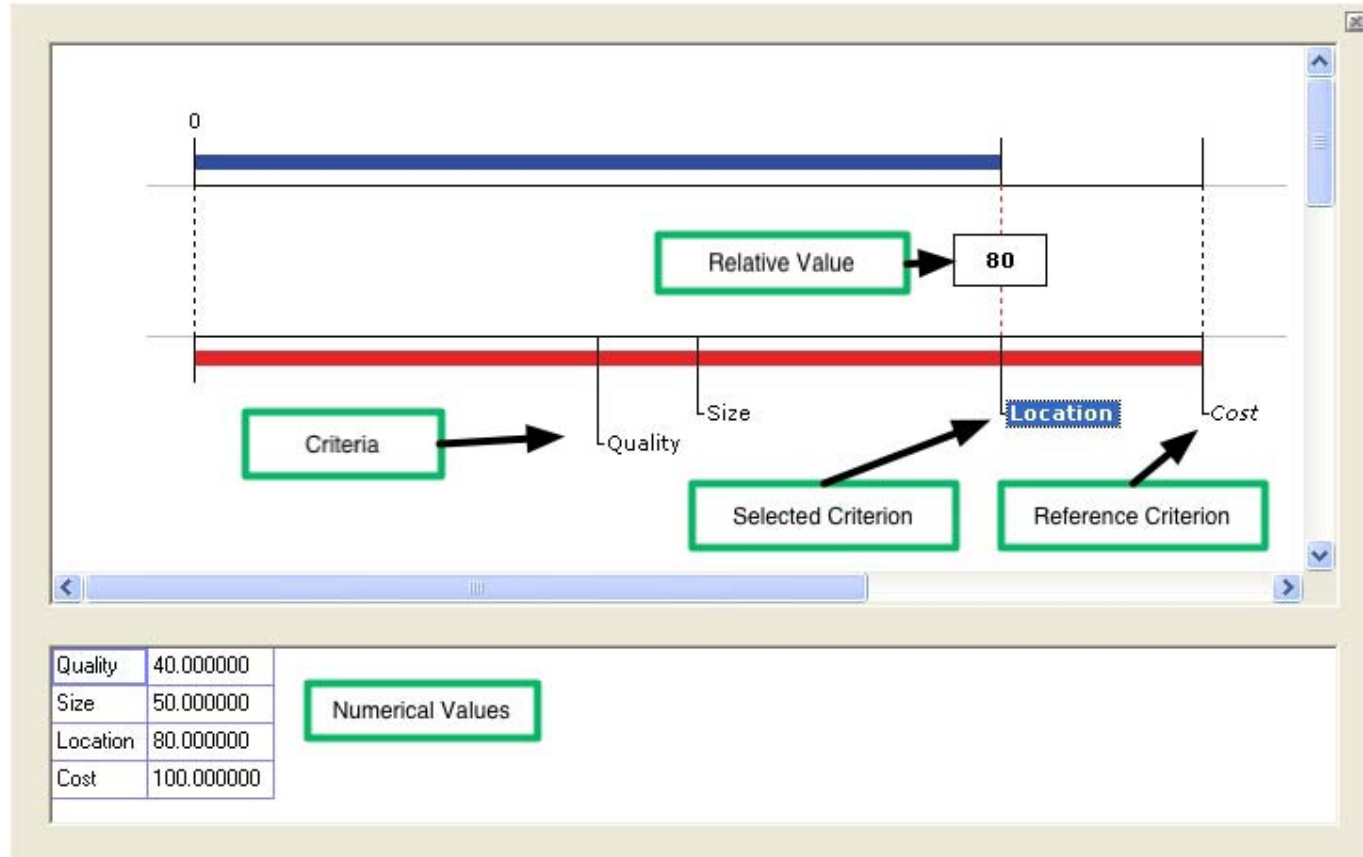 0
Relative Value
80
Size
Location
Cost
Criteria
Quality
Selected Criterion
Reference Criterion
Quality 40.000000
Size 50.000000
Location 80.000000
Cost 100.000000
Numerical Values